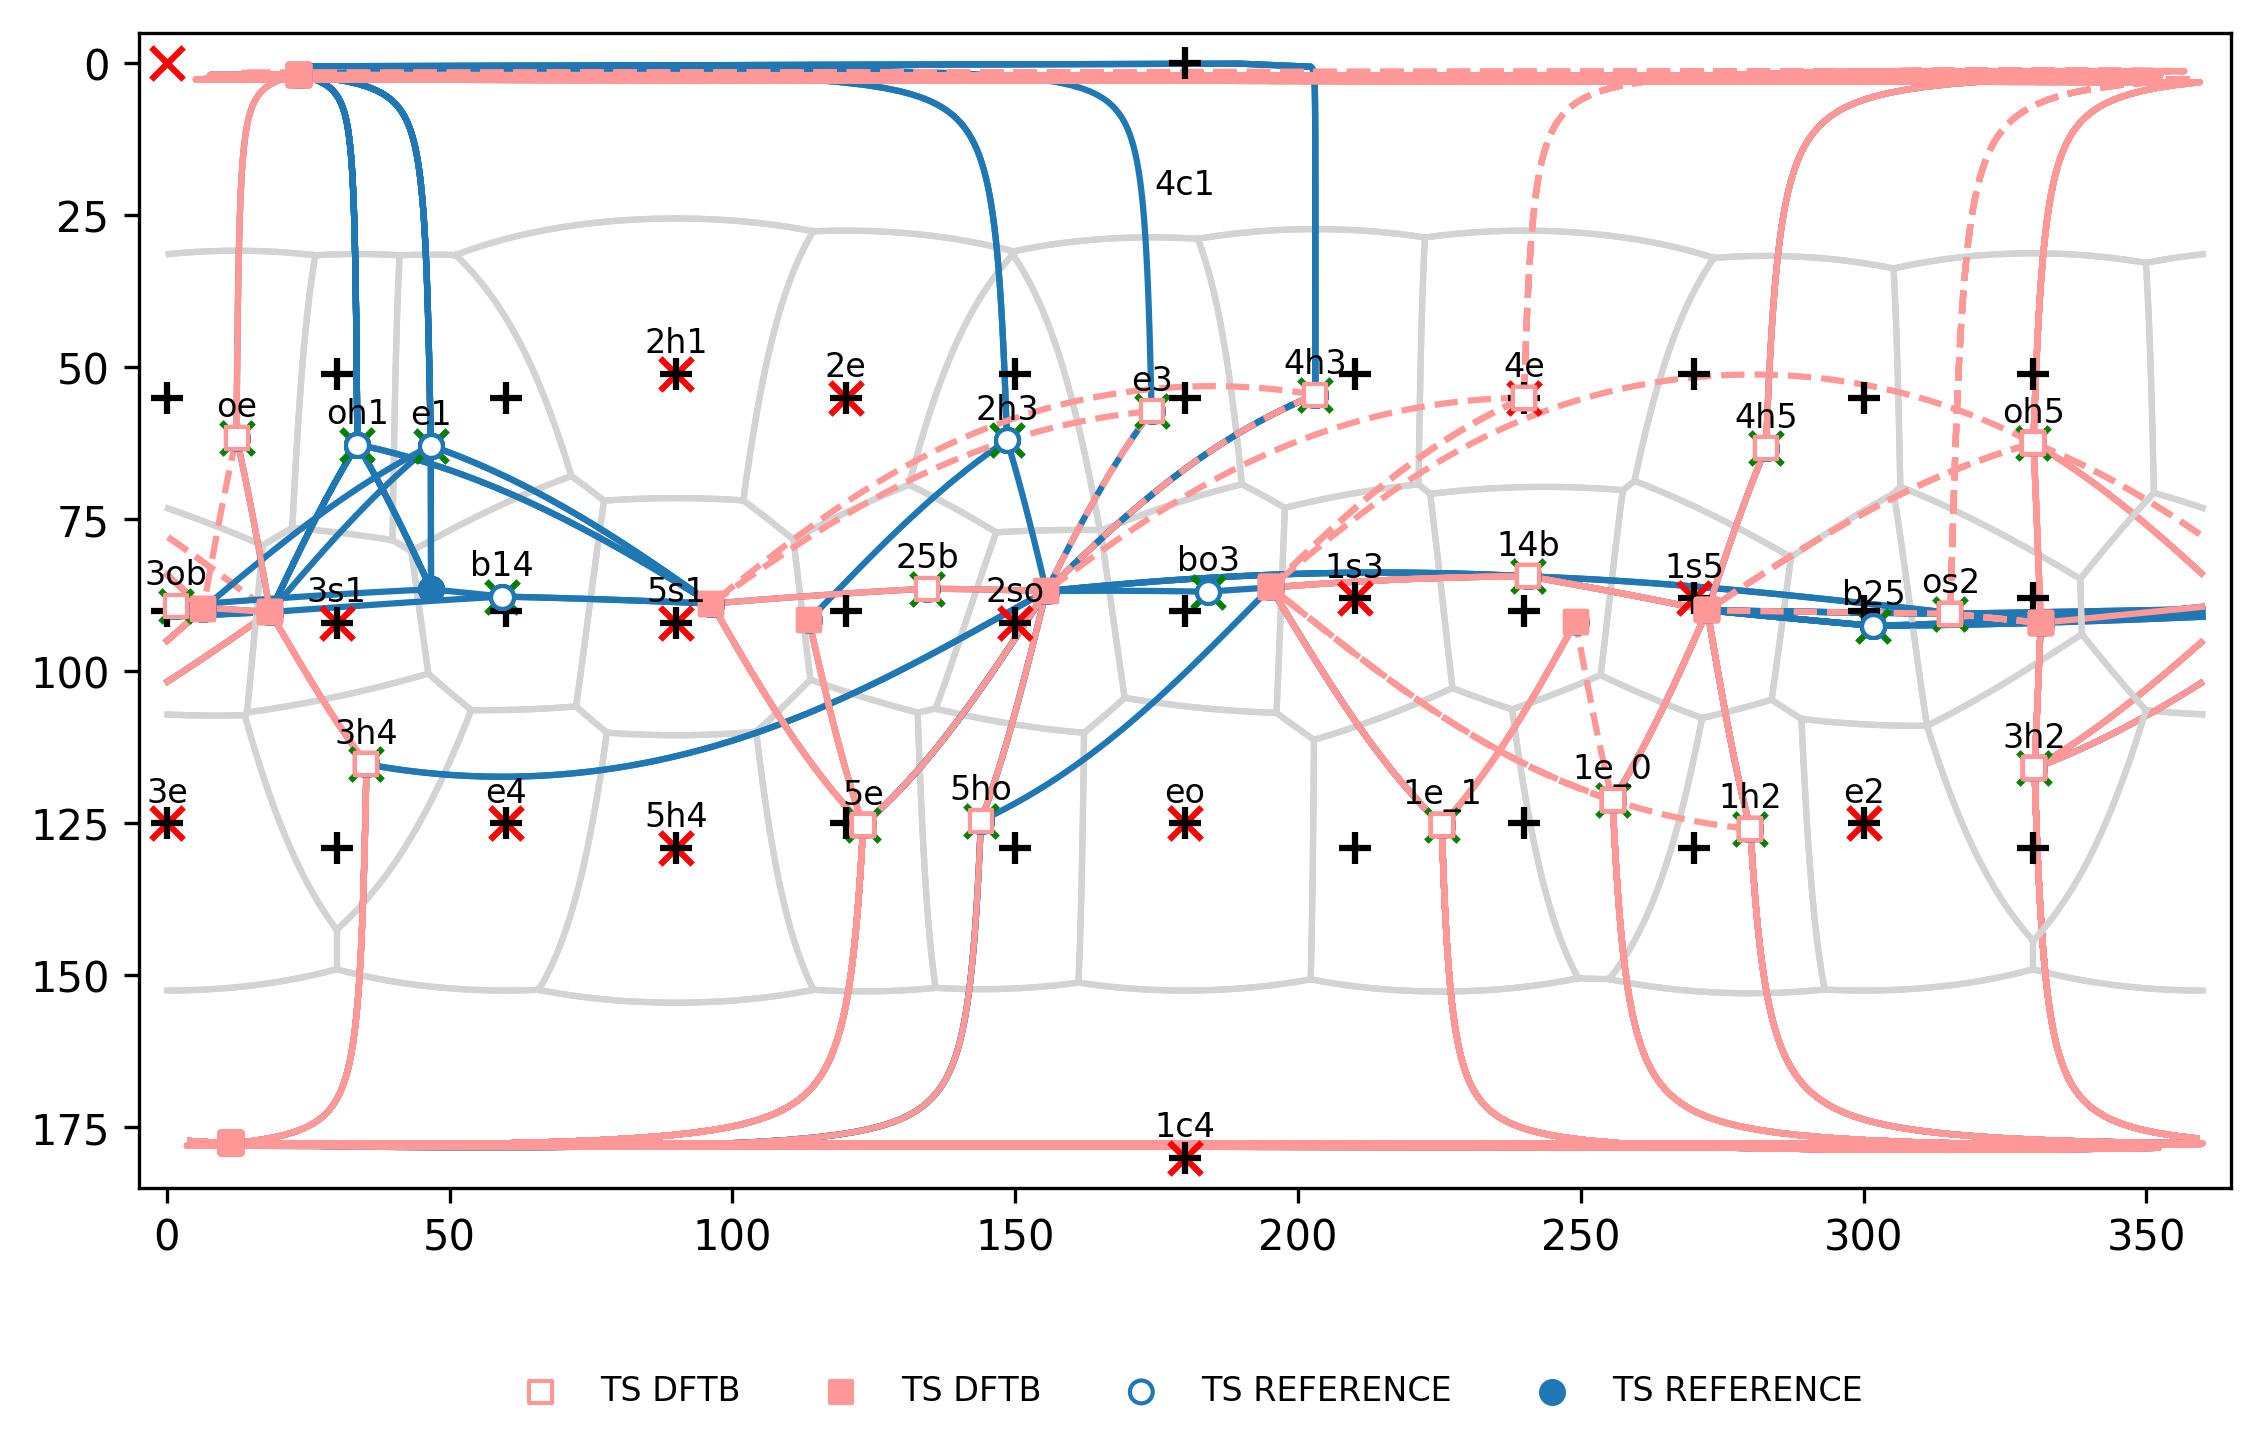 0
4c1
25
2h1
2e 4h3 4e
50
e3
oe oh1 e1 2h3 4h5 oh5
75
3ob b14 25b bo3 1s3 14b 1s5
3s1 5s1 2so b25 os2
100
3h4 3h2
3e e4 5h4 5e 5ho eo 1e_1 1e_0 1h2 e2
125
150
175
1c4
0 50 100 150 200 250 300 350
TS DFTB TS DFTB TS REFERENCE TS REFERENCE